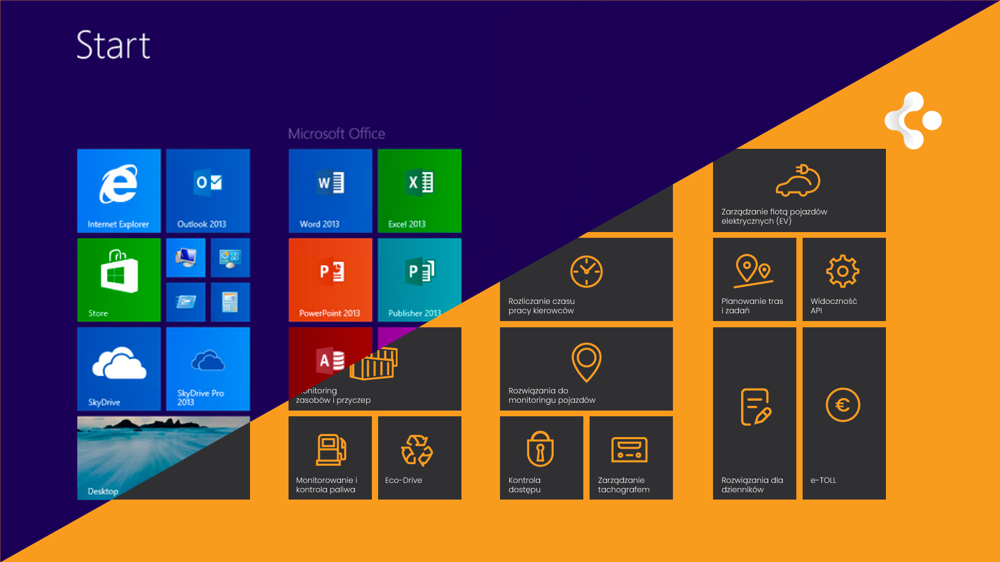 Start
Microsoft Office
Internet Explorer
Outlook 2013
Word 2013
Excel 2013
Zarządzanie flotą pojazdów
elektrycznych (EV)
Store
PowerPoint 2013
Publisher 2013
Rozliczanie czasu
pracy kierowców
Planowanie tras
i zadań
Widoczność
API
SkyDrive
SkyDrive Pro
2013
onitoring
zasobów i przyczep
Rozwiązania do
monitoringu pojazdów
Desktop
Monitorowanie i
kontrola paliwa
Eco-Drive
Kontrola
dostępu
Zarządzanie
tachografem
Rozwiązania dla
dzienników
e-TOLL